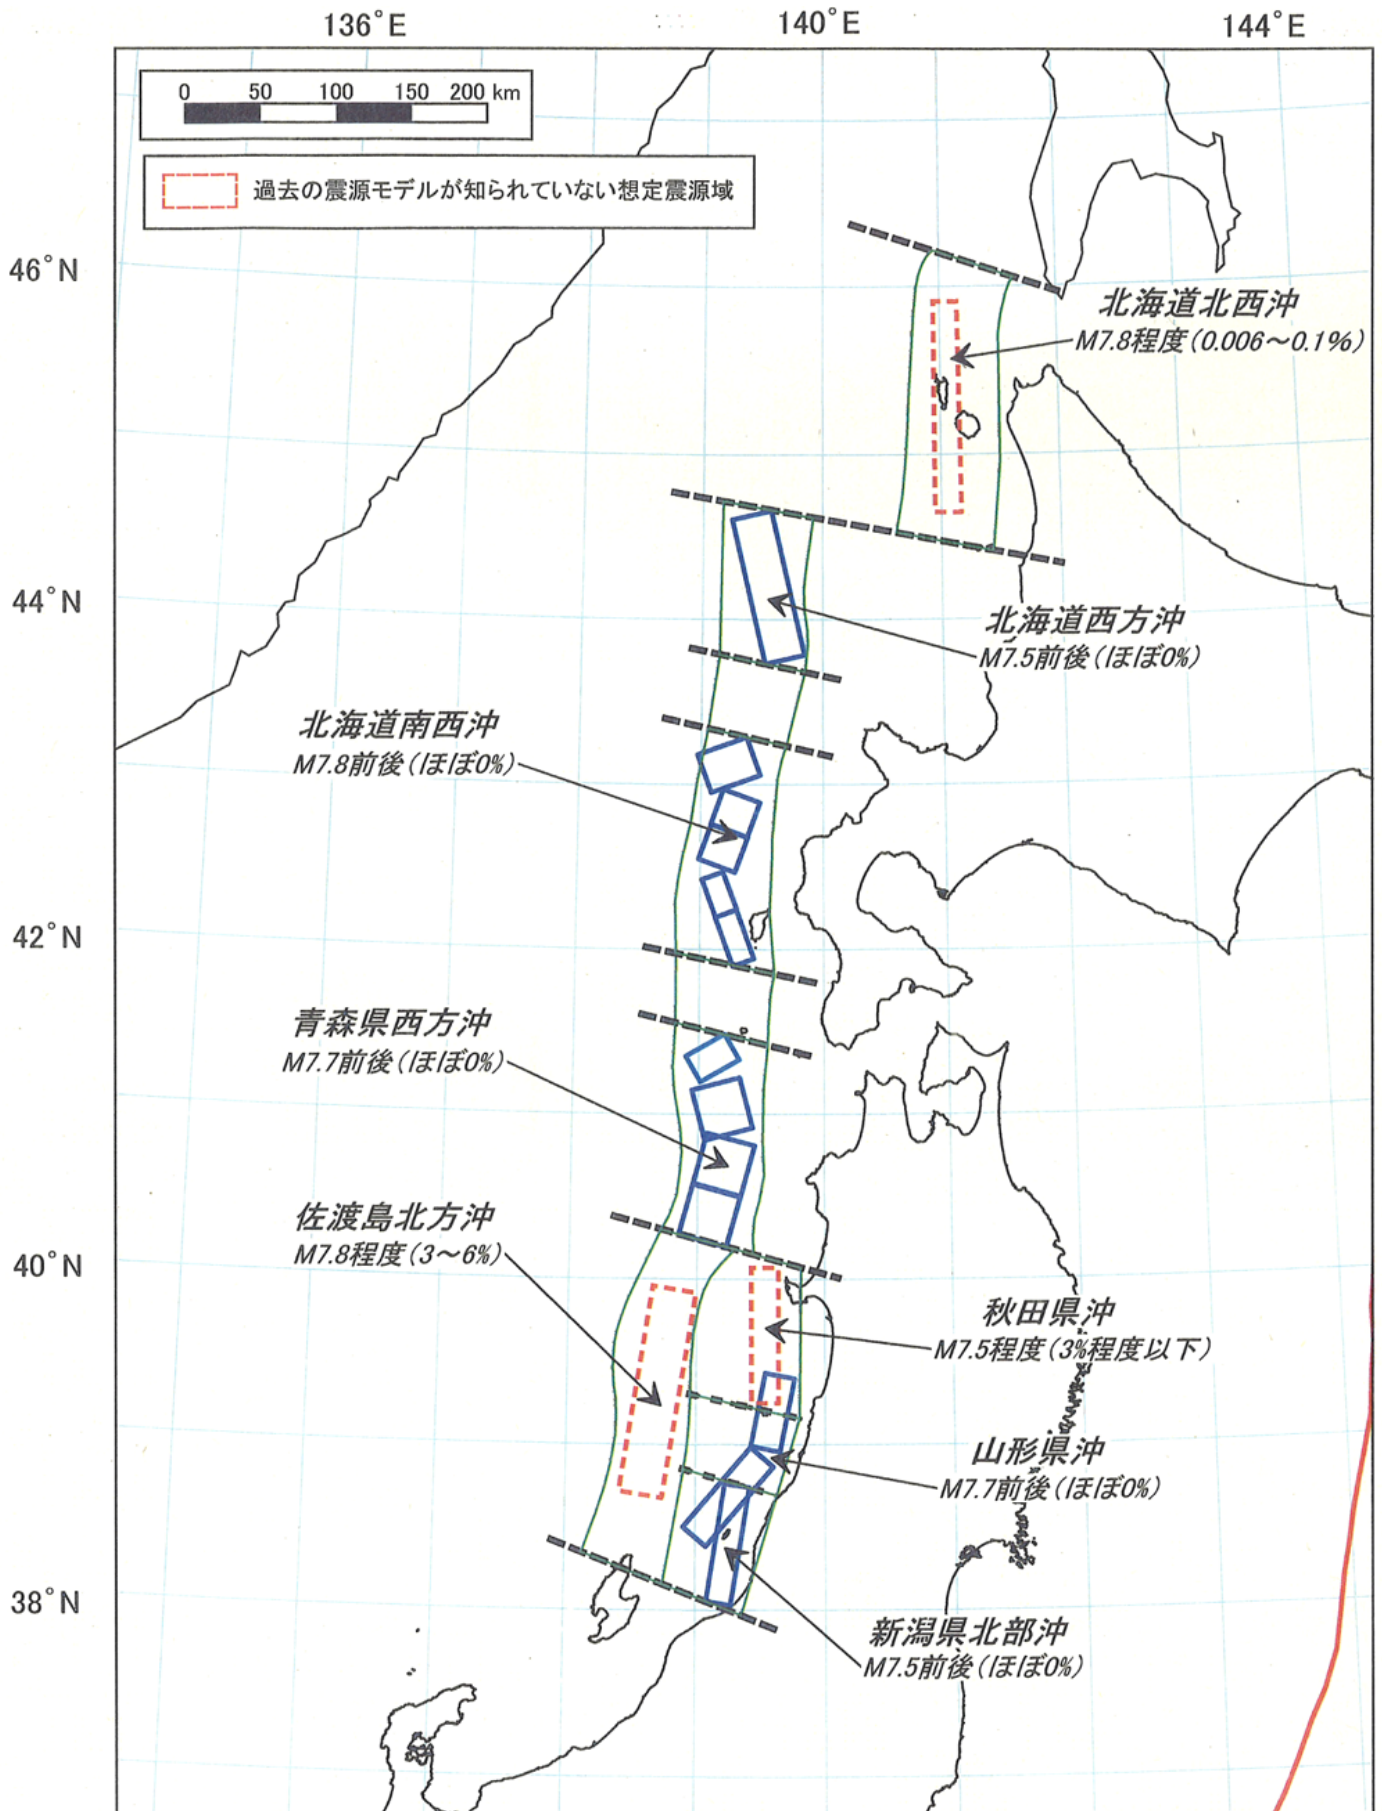 136°E 140°E 144°E
0 50 100 150 200 km
過去の震源モデルが知られていない想定震源域
46°N
北海道北西沖
M7.8程度(0.006～0.1%)
44°N
北海道西方沖
M7.5前後(ほぼ0%)
北海道南西沖
M7.8前後(ほぼ0%)
42°N
青森県西方沖
M7.7前後(ほぼ0%)
佐渡島北方沖
M7.8程度(3～6%)
40°N
秋田県沖
M7.5程度(3%程度以下)
山形県沖
M7.7前後(ほぼ0%)
38°N
新潟県北部沖
M7.5前後(ほぼ0%)